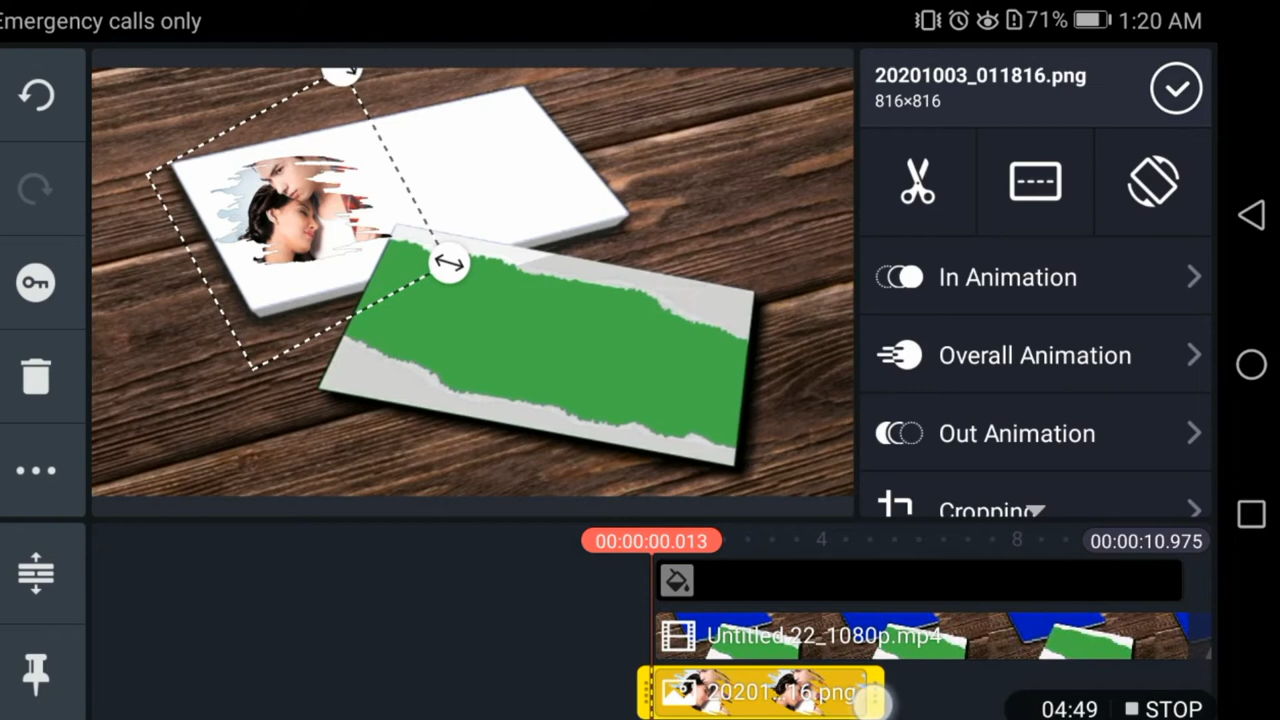 Emergency calls only
71% 1:20 AM
20201003_011816.png
816×816
In Animation
Overall Animation
Out Animation
Cropping
00:00:00.013
4
8
00:00:10.975
Untitled 22_1080p.mp4
20201...16.png
04:49 STOP